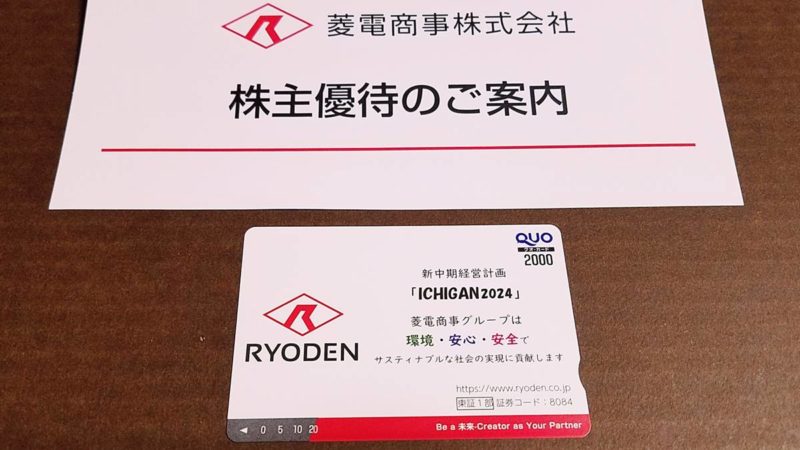 菱電商事株式会社
株主優待のご案内
QUO
クオ・カード
2000
新中期経営計画
「ICHIGAN2024」
菱電商事グループは
環境・安心・安全で
サスティナブルな社会の実現に貢献します
RYODEN
https://www.ryoden.co.jp
東証1部 証券コード：8084
◀ 0 5 10 20
Be a 未来-Creator as Your Partner